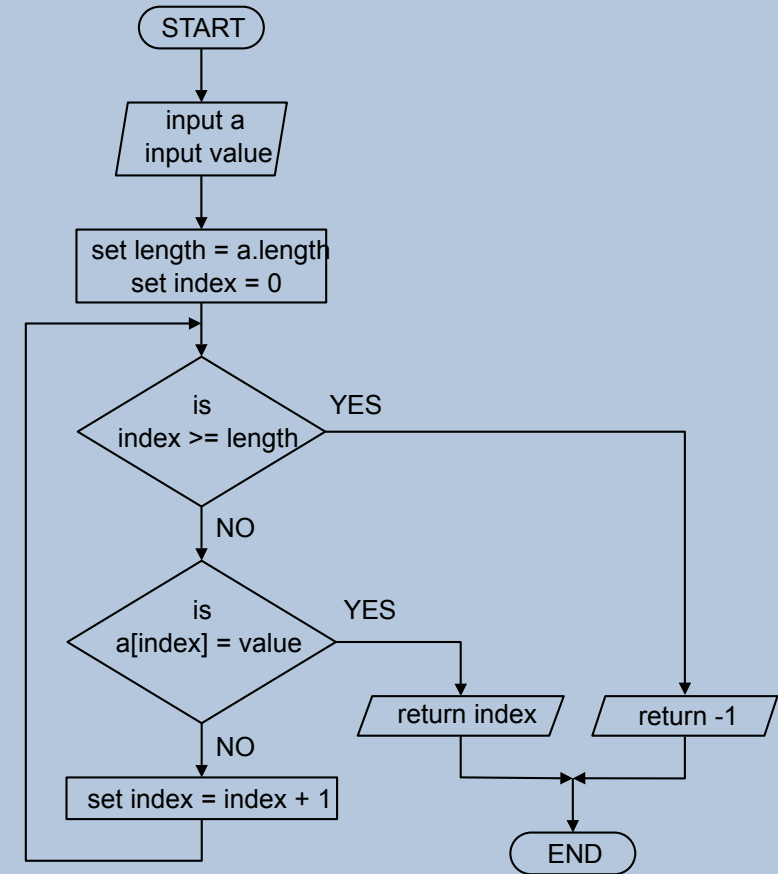 START
input a
input value
set length = a.length
set index = 0
is
index >= length
YES
NO
is
a[index] = value
YES
return index
return -1
NO
set index = index + 1
END